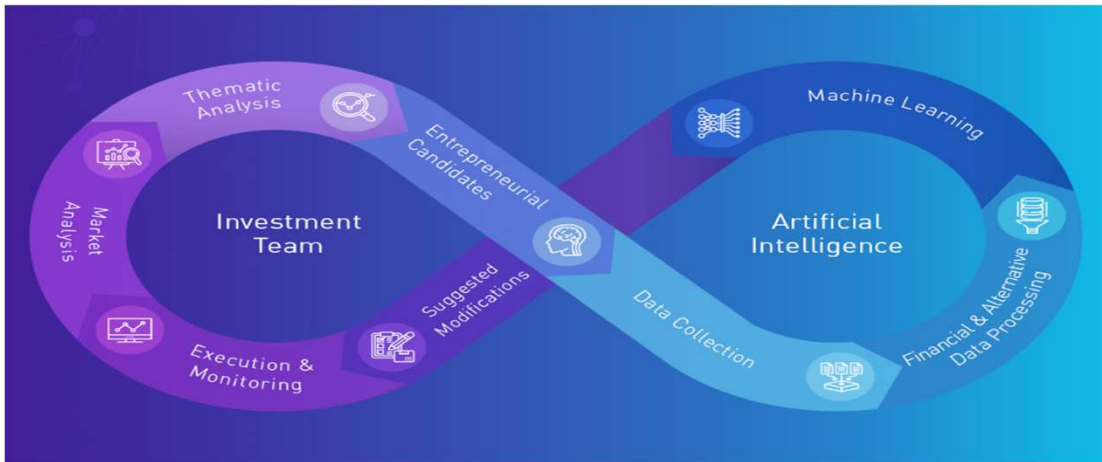 Thematic
Analysis
Entrepreneurial
Candidates
Machine Learning
Market
Analysis
Investment
Team
Artificial
Intelligence
Suggested
Modifications
Data Collection
Financial & Alternative
Data Processing
Execution &
Monitoring